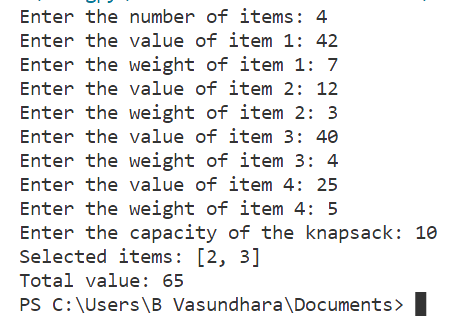 Enter the number of items: 4
Enter the value of item 1: 42
Enter the weight of item 1: 7
Enter the value of item 2: 12
Enter the weight of item 2: 3
Enter the value of item 3: 40
Enter the weight of item 3: 4
Enter the value of item 4: 25
Enter the weight of item 4: 5
Enter the capacity of the knapsack: 10
Selected items: [2, 3]
Total value: 65
PS C:\Users\B Vasundhara\Documents>